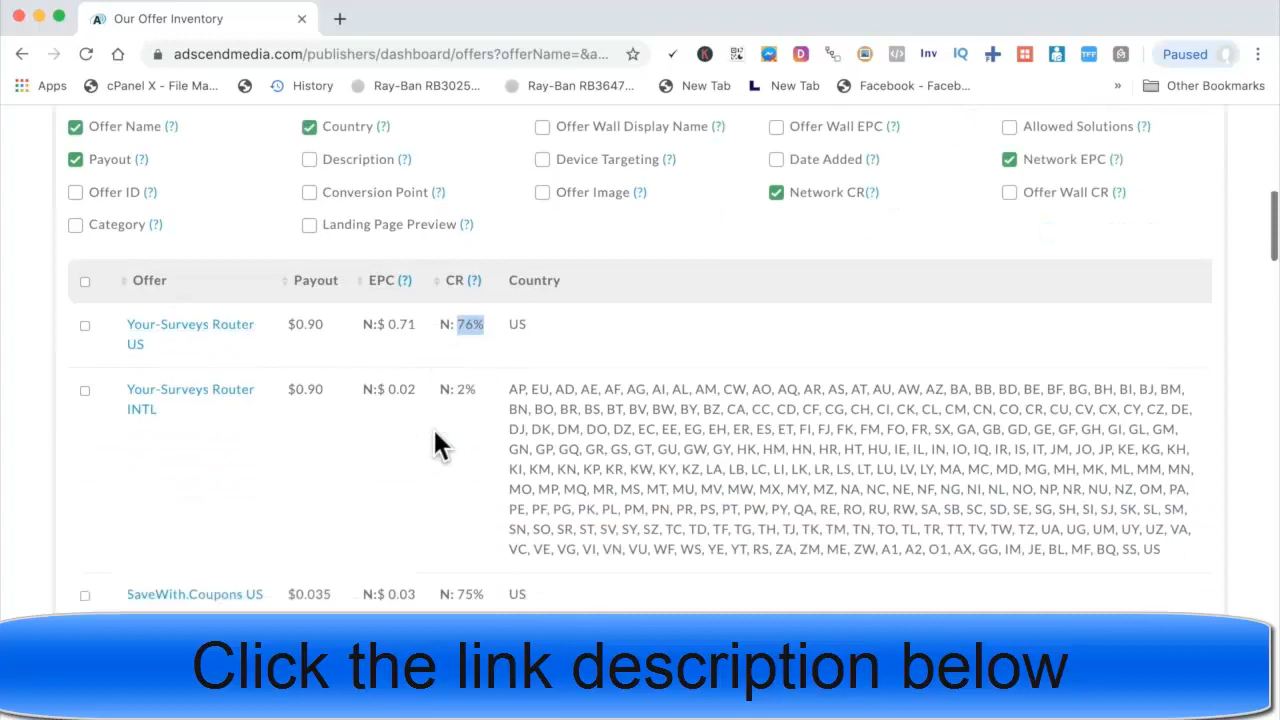 Our Offer Inventory
adscendmedia.com/publishers/dashboard/offers?offerName=&a...
Inv
IQ
TFF
Paused
Apps
cPanel X - File Ma...
History
Ray-Ban RB3025...
Ray-Ban RB3647...
New Tab
New Tab
Facebook - Faceb...
»
Other Bookmarks
Offer Name (?)
Country (?)
Offer Wall Display Name (?)
Offer Wall EPC (?)
Allowed Solutions (?)
Payout (?)
Description (?)
Device Targeting (?)
Date Added (?)
Network EPC (?)
Offer ID (?)
Conversion Point (?)
Offer Image (?)
Network CR(?)
Offer Wall CR (?)
Category (?)
Landing Page Preview (?)
Offer
Payout
EPC (?)
CR (?)
Country
Your-Surveys Router
US
$0.90
N:$ 0.71
N: 76%
US
Your-Surveys Router
INTL
$0.90
N:$ 0.02
N: 2%
AP, EU, AD, AE, AF, AG, AI, AL, AM, CW, AO, AQ, AR, AS, AT, AU, AW, AZ, BA, BB, BD, BE, BF, BG, BH, BI, BJ, BM,
BN, BO, BR, BS, BT, BV, BW, BY, BZ, CA, CC, CD, CF, CG, CH, CI, CK, CL, CM, CN, CO, CR, CU, CV, CX, CY, CZ, DE,
DJ, DK, DM, DO, DZ, EC, EE, EG, EH, ER, ES, ET, FI, FJ, FK, FM, FO, FR, SX, GA, GB, GD, GE, GF, GH, GI, GL, GM,
GN, GP, GQ, GR, GS, GT, GU, GW, GY, HK, HM, HN, HR, HT, HU, IE, IL, IN, IO, IQ, IR, IS, IT, JM, JO, JP, KE, KG, KH,
KI, KM, KN, KP, KR, KW, KY, KZ, LA, LB, LC, LI, LK, LR, LS, LT, LU, LV, LY, MA, MC, MD, MG, MH, MK, ML, MM, MN,
MO, MP, MQ, MR, MS, MT, MU, MV, MW, MX, MY, MZ, NA, NC, NE, NF, NG, NI, NL, NO, NP, NR, NU, NZ, OM, PA,
PE, PF, PG, PK, PL, PM, PN, PR, PS, PT, PW, PY, QA, RE, RO, RU, RW, SA, SB, SC, SD, SE, SG, SH, SI, SJ, SK, SL, SM,
SN, SO, SR, ST, SV, SY, SZ, TC, TD, TF, TG, TH, TJ, TK, TM, TN, TO, TL, TR, TT, TV, TW, TZ, UA, UG, UM, UY, UZ, VA,
VC, VE, VG, VI, VN, VU, WF, WS, YE, YT, RS, ZA, ZM, ME, ZW, A1, A2, O1, AX, GG, IM, JE, BL, MF, BQ, SS, US
SaveWith.Coupons US
$0.035
N:$ 0.03
N: 75%
US
Click the link description below